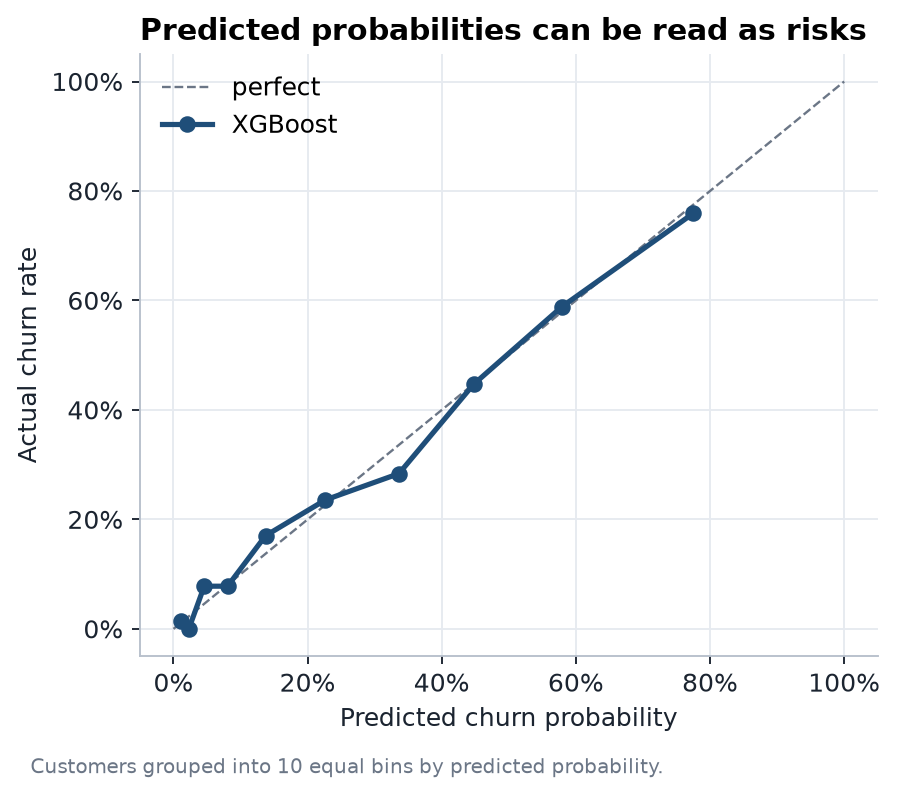 Predicted probabilities can be read as risks
perfect
XGBoost
100%
80%
60%
40%
20%
0%
Actual churn rate
0% 20% 40% 60% 80% 100%
Predicted churn probability
Customers grouped into 10 equal bins by predicted probability.